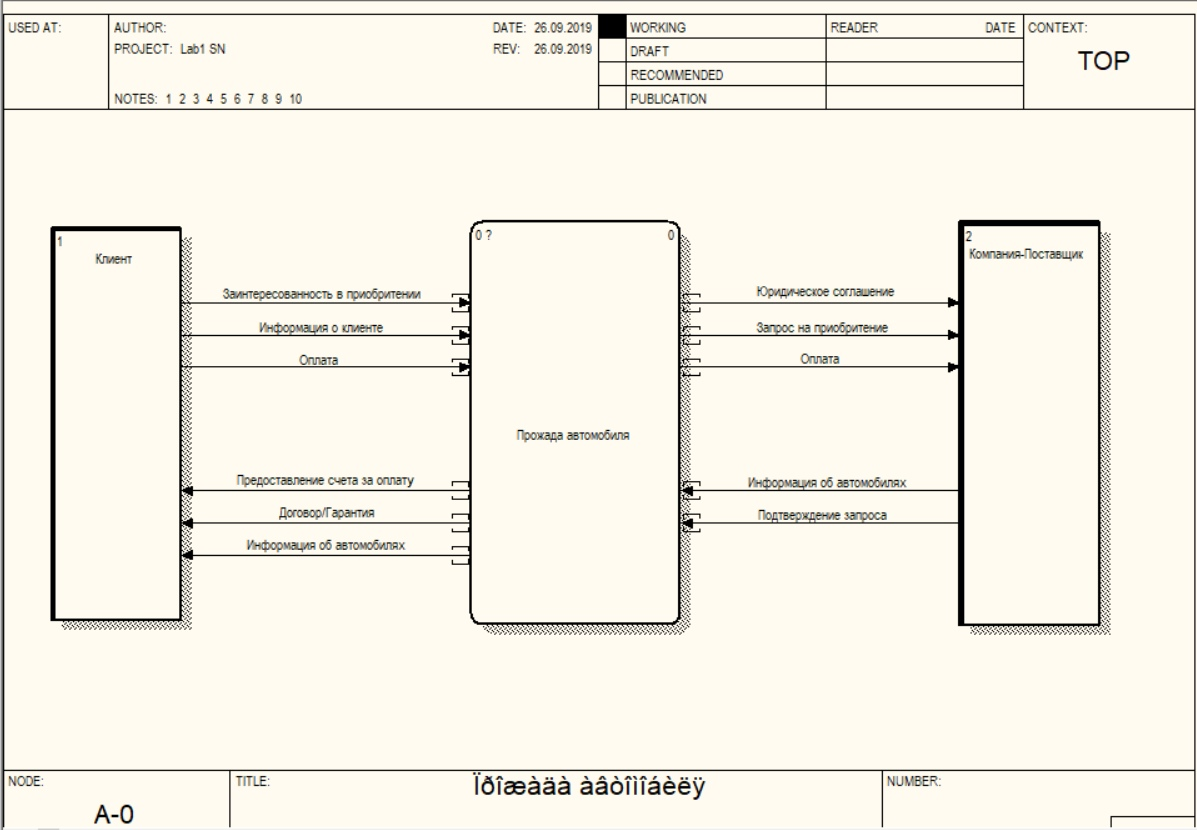 USED AT:
AUTHOR:
DATE: 26.09.2019
PROJECT: Lab1 SN
REV: 26.09.2019
NOTES: 1 2 3 4 5 6 7 8 9 10
WORKING
DRAFT
RECOMMENDED
PUBLICATION
READER DATE
CONTEXT:
TOP
1
Клиент
0 ? 0
2
Компания-Поставщик
Заинтересованность в приобритении
Юридическое соглашение
Информация о клиенте
Запрос на приобритение
Оплата
Оплата
Прожада автомобиля
Предоставление счета за оплату
Информация об автомобилях
Договор/Гарантия
Подтверждение запроса
Информация об автомобилях
NODE:
A-0
TITLE:
Ïðîæàäà àâòîìîáèëÿ
NUMBER: